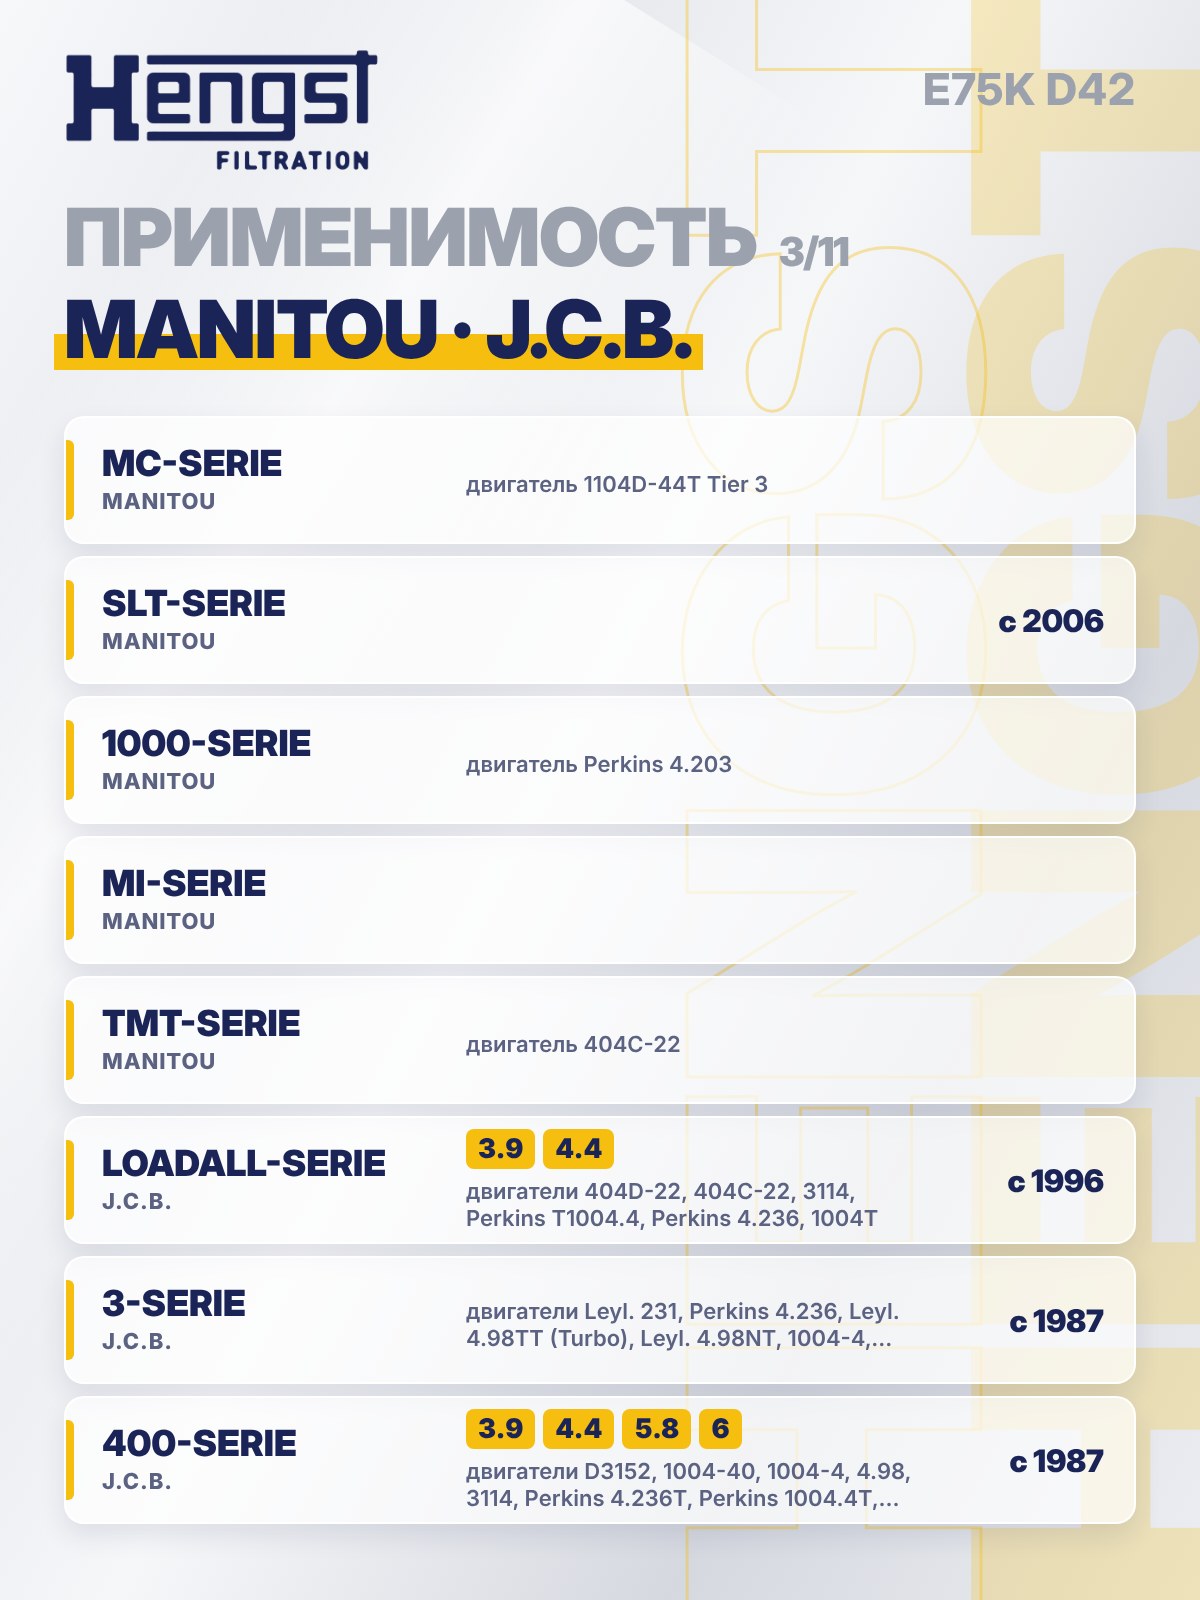 Hengst
FILTRATION
E75K D42
ПРИМЕНИМОСТЬ 3/11
MANITOU · J.C.B.
MC-SERIE
MANITOU
двигатель 1104D-44T Tier 3
SLT-SERIE
MANITOU
с 2006
1000-SERIE
MANITOU
двигатель Perkins 4.203
MI-SERIE
MANITOU
TMT-SERIE
MANITOU
двигатель 404C-22
LOADALL-SERIE
J.C.B.
3.9 4.4
двигатели 404D-22, 404C-22, 3114,
Perkins T1004.4, Perkins 4.236, 1004T
с 1996
3-SERIE
J.C.B.
двигатели Leyl. 231, Perkins 4.236, Leyl.
4.98TT (Turbo), Leyl. 4.98NT, 1004-4,...
с 1987
400-SERIE
J.C.B.
3.9 4.4 5.8 6
двигатели D3152, 1004-40, 1004-4, 4.98,
3114, Perkins 4.236T, Perkins 1004.4T,...
с 1987
HENGST
HENGST